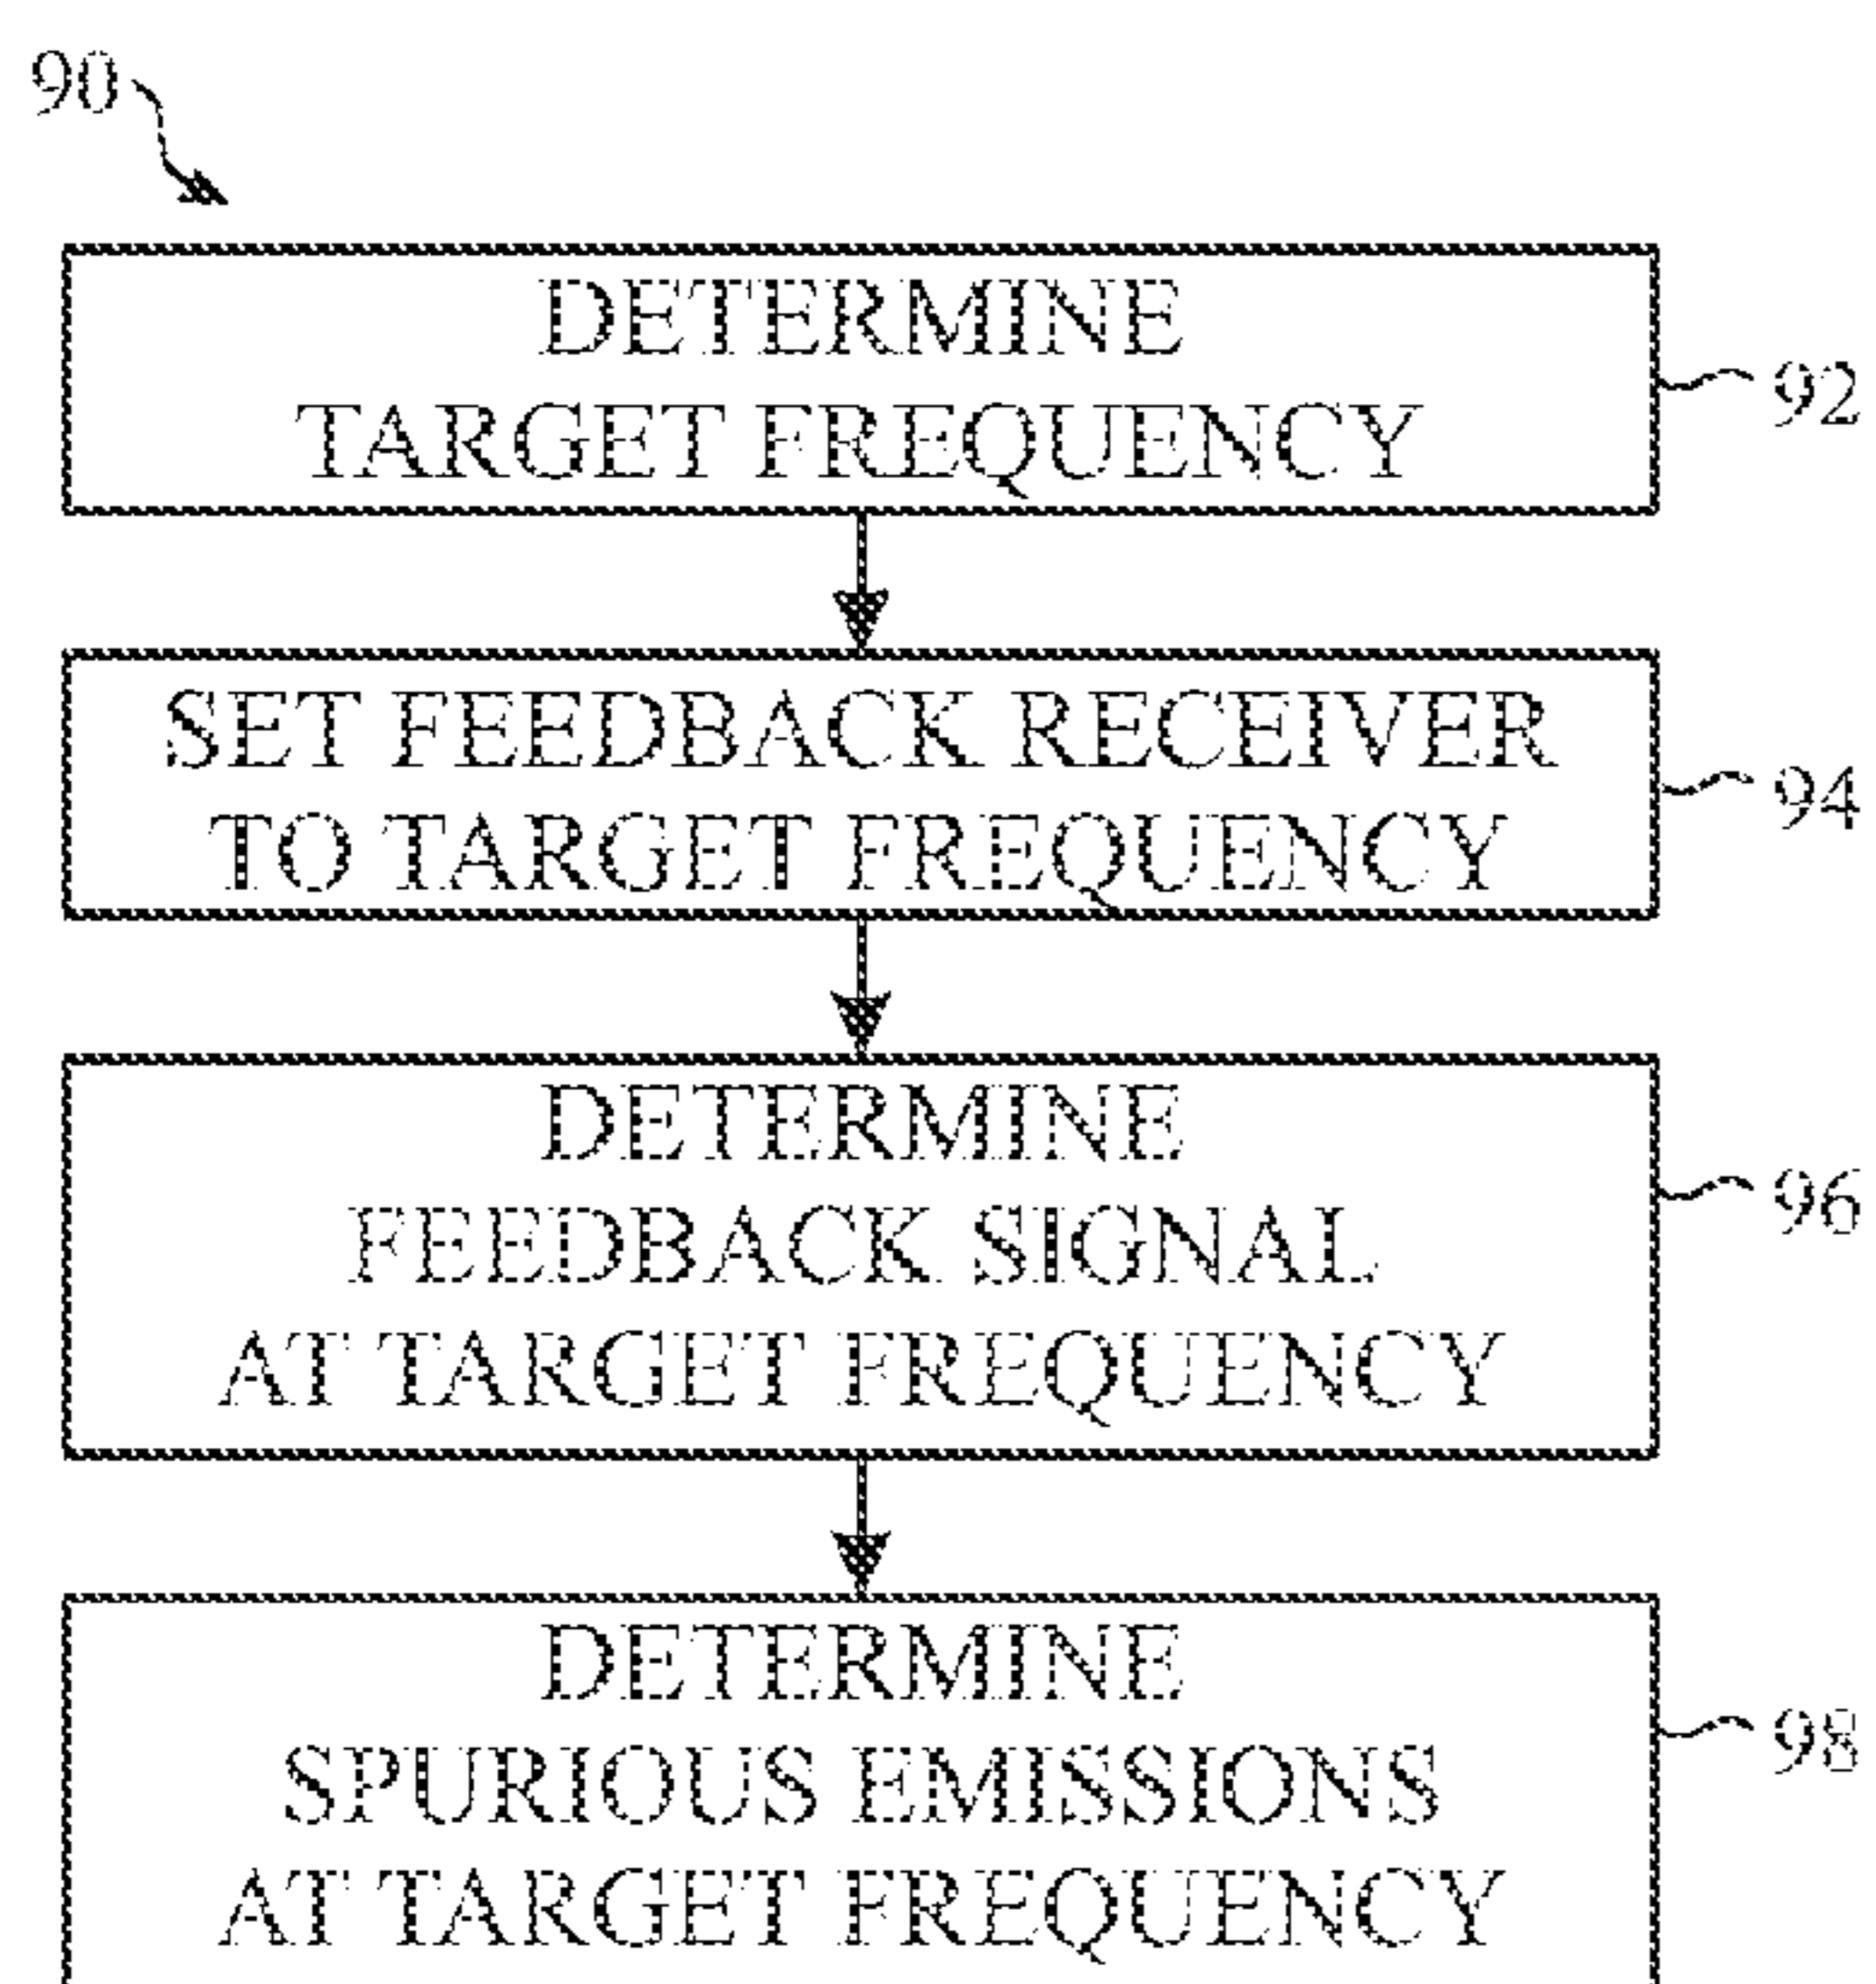 90
DETERMINE
TARGET FREQUENCY
92
SET FEEDBACK RECEIVER
TO TARGET FREQUENCY
94
DETERMINE
FEEDBACK SIGNAL
AT TARGET FREQUENCY
96
DETERMINE
SPURIOUS EMISSIONS
AT TARGET FREQUENCY
98